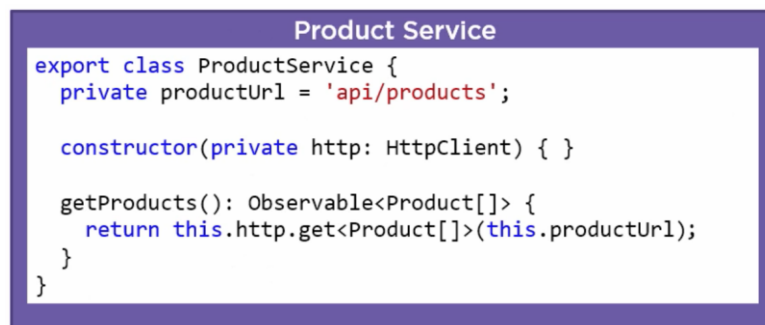 Product Service
export class ProductService {
  private productUrl = 'api/products';
  constructor(private http: HttpClient) { }
  getProducts(): Observable<Product[]> {
    return this.http.get<Product[]>(this.productUrl);
  }
}